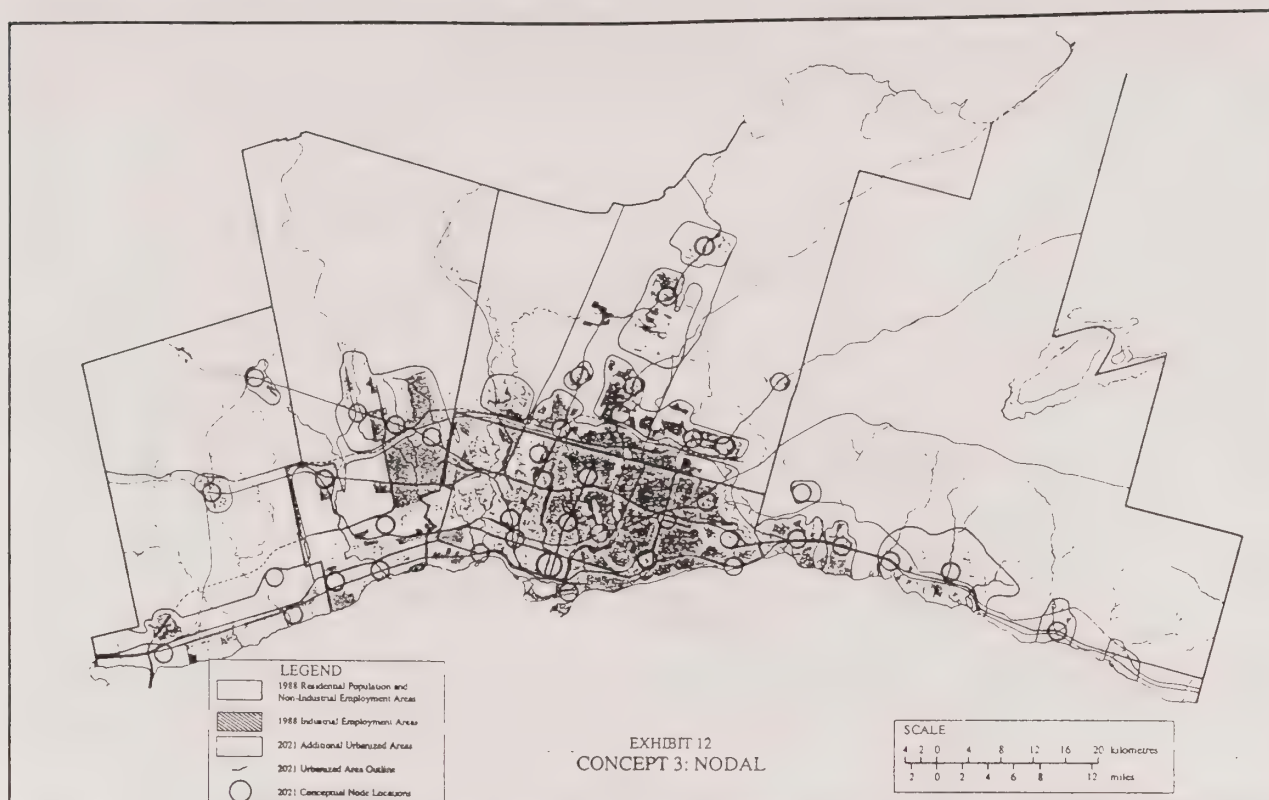 LEGEND
1988 Residential Population and
Non-Industrial Employment Areas
1988 Industrial Employment Areas
2021 Additional Urbanized Areas
2021 Urbanized Area Outline
2021 Conceptual Node Locations
EXHIBIT 12
CONCEPT 3: NODAL
SCALE
4 2 0 4 8 12 16 20 kilometres
2 0 2 4 6 8 12 miles